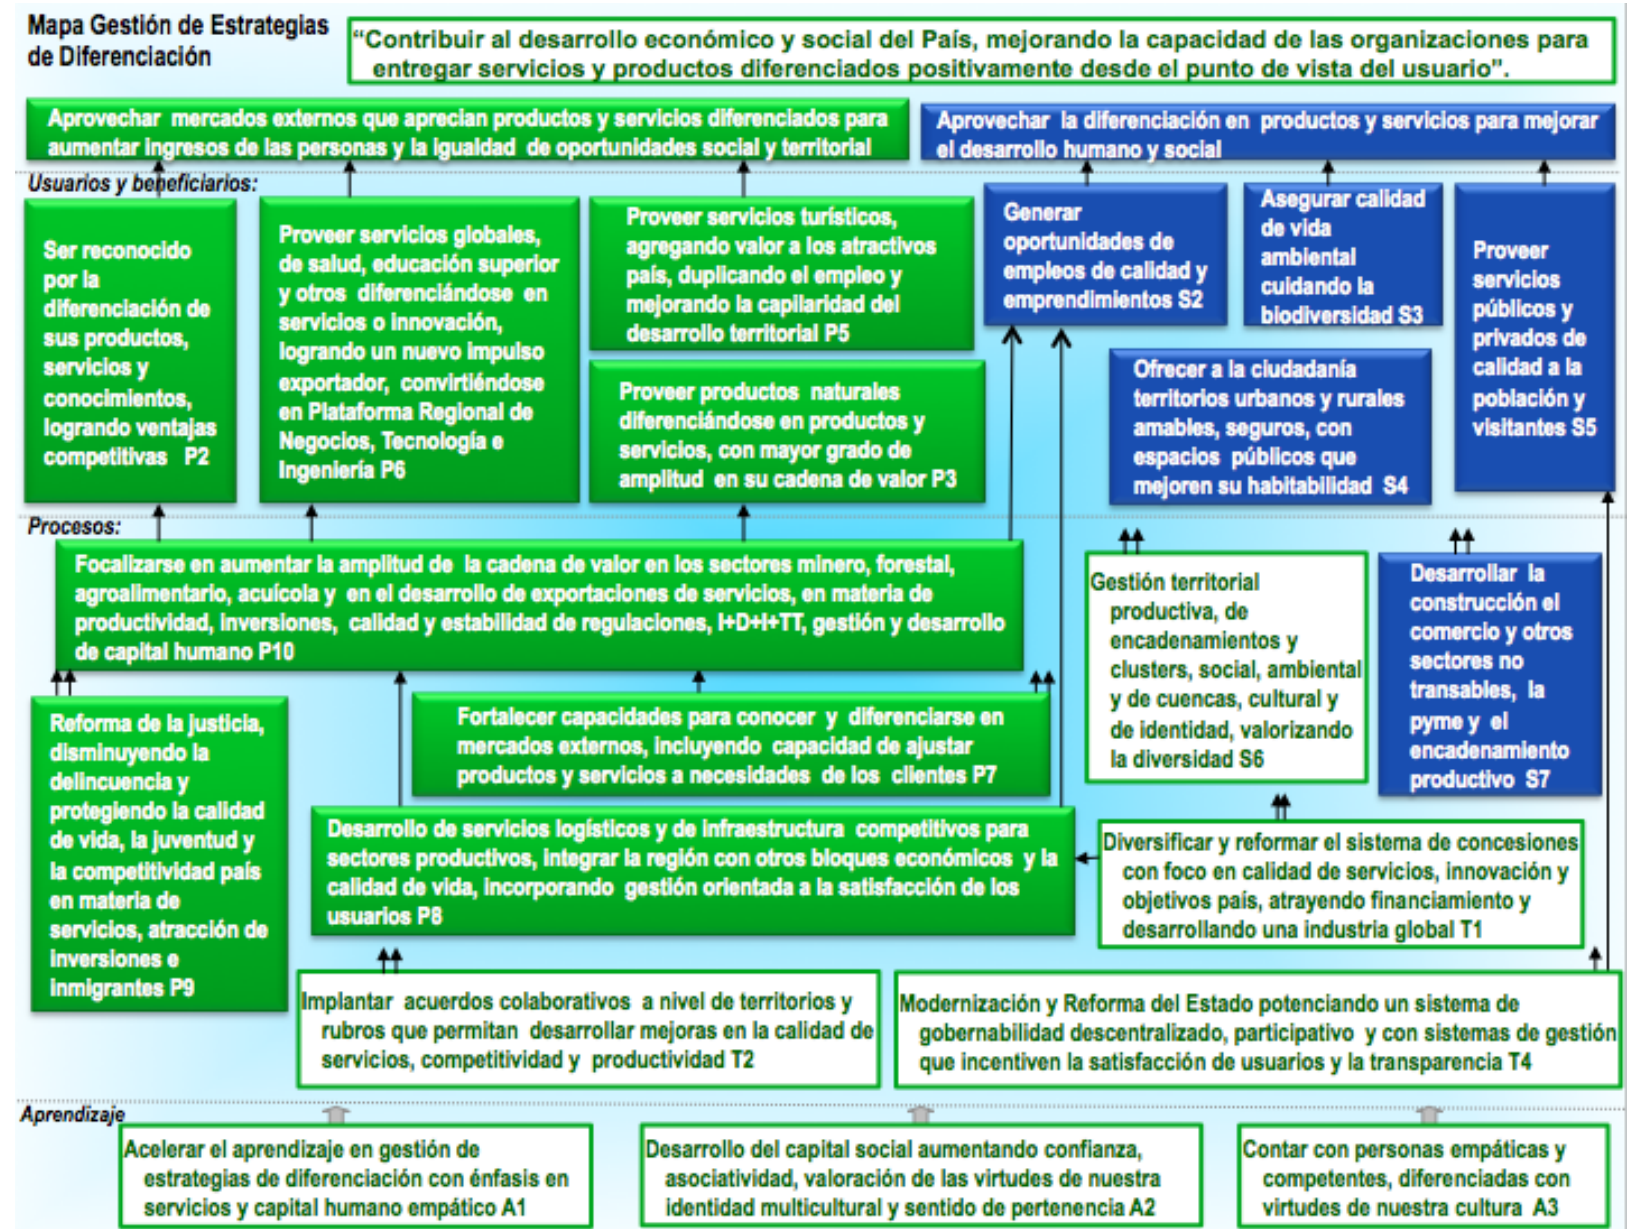 Mapa Gestión de Estrategias
de Diferenciación
“Contribuir al desarrollo económico y social del País, mejorando la capacidad de las organizaciones para
entregar servicios y productos diferenciados positivamente desde el punto de vista del usuario”.
Aprovechar mercados externos que aprecian productos y servicios diferenciados para
aumentar ingresos de las personas y la igualdad de oportunidades social y territorial
Aprovechar la diferenciación en productos y servicios para mejorar
el desarrollo humano y social
Usuarios y beneficiarios:
Ser reconocido
por la
diferenciación de
sus productos,
servicios y
conocimientos,
logrando ventajas
competitivas P2
Proveer servicios globales,
de salud, educación superior
y otros diferenciándose en
servicios o innovación,
logrando un nuevo impulso
exportador, convirtiéndose
en Plataforma Regional de
Negocios, Tecnología e
Ingeniería P6
Proveer servicios turísticos,
agregando valor a los atractivos
país, duplicando el empleo y
mejorando la capilaridad del
desarrollo territorial P5
Proveer productos naturales
diferenciándose en productos y
servicios, con mayor grado de
amplitud en su cadena de valor P3
Generar
oportunidades de
empleos de calidad y
emprendimientos S2
Asegurar calidad
de vida
ambiental
cuidando la
biodiversidad S3
Ofrecer a la ciudadanía
territorios urbanos y rurales
amables, seguros, con
espacios públicos que
mejoren su habitabilidad S4
Proveer
servicios
públicos y
privados de
calidad a la
población y
visitantes S5
Procesos:
Focalizarse en aumentar la amplitud de la cadena de valor en los sectores minero, forestal,
agroalimentario, acuícola y en el desarrollo de exportaciones de servicios, en materia de
productividad, inversiones, calidad y estabilidad de regulaciones, I+D+I+TT, gestión y desarrollo
de capital humano P10
Gestión territorial
productiva, de
encadenamientos y
clusters, social, ambiental
y de cuencas, cultural y
de identidad, valorizando
la diversidad S6
Desarrollar la
construcción el
comercio y otros
sectores no
transables, la
pyme y el
encadenamiento
productivo S7
Reforma de la justicia,
disminuyendo la
delincuencia y
protegiendo la calidad
de vida, la juventud y
la competitividad país
en materia de
servicios, atracción de
inversiones e
inmigrantes P9
Fortalecer capacidades para conocer y diferenciarse en
mercados externos, incluyendo capacidad de ajustar
productos y servicios a necesidades de los clientes P7
Desarrollo de servicios logísticos y de infraestructura competitivos para
sectores productivos, integrar la región con otros bloques económicos y la
calidad de vida, incorporando gestión orientada a la satisfacción de los
usuarios P8
Diversificar y reformar el sistema de concesiones
con foco en calidad de servicios, innovación y
objetivos país, atrayendo financiamiento y
desarrollando una industria global T1
Implantar acuerdos colaborativos a nivel de territorios y
rubros que permitan desarrollar mejoras en la calidad de
servicios, competitividad y productividad T2
Modernización y Reforma del Estado potenciando un sistema de
gobernabilidad descentralizado, participativo y con sistemas de gestión
que incentiven la satisfacción de usuarios y la transparencia T4
Aprendizaje
Acelerar el aprendizaje en gestión de
estrategias de diferenciación con énfasis en
servicios y capital humano empático A1
Desarrollo del capital social aumentando confianza,
asociatividad, valoración de las virtudes de nuestra
identidad multicultural y sentido de pertenencia A2
Contar con personas empáticas y
competentes, diferenciadas con
virtudes de nuestra cultura A3